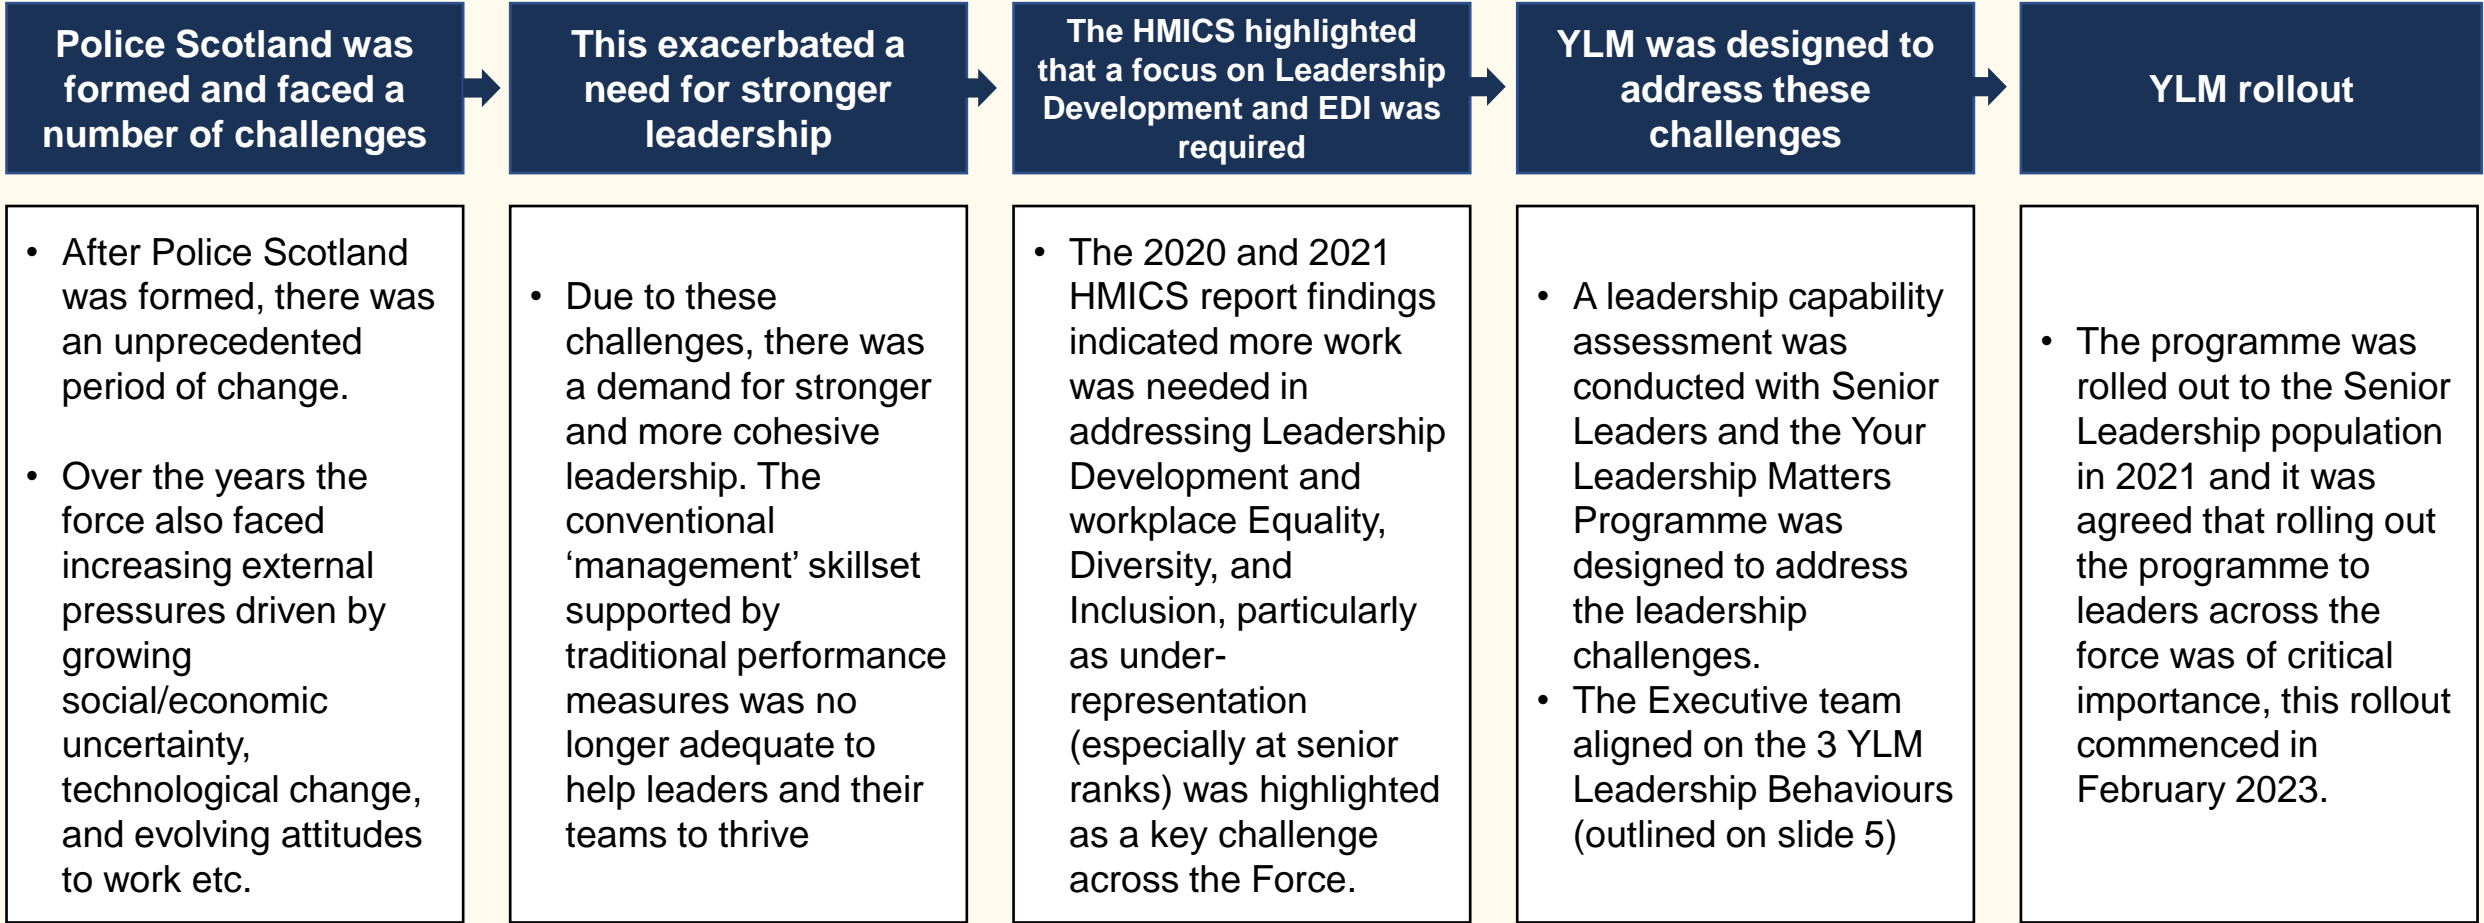 Police Scotland was
formed and faced a
number of challenges
This exacerbated a
need for stronger
leadership
The HMICS highlighted
that a focus on Leadership
Development and EDI was
required
YLM was designed to
address these
challenges
YLM rollout
• After Police Scotland
was formed, there was
an unprecedented
period of change.
• Over the years the
force also faced
increasing external
pressures driven by
growing
social/economic
uncertainty,
technological change,
and evolving attitudes
to work etc.
• Due to these
challenges, there was
a demand for stronger
and more cohesive
leadership. The
conventional
‘management’ skillset
supported by
traditional performance
measures was no
longer adequate to
help leaders and their
teams to thrive
• The 2020 and 2021
HMICS report findings
indicated more work
was needed in
addressing Leadership
Development and
workplace Equality,
Diversity, and
Inclusion, particularly
as under-
representation
(especially at senior
ranks) was highlighted
as a key challenge
across the Force.
• A leadership capability
assessment was
conducted with Senior
Leaders and the Your
Leadership Matters
Programme was
designed to address
the leadership
challenges.
• The Executive team
aligned on the 3 YLM
Leadership Behaviours
(outlined on slide 5)
• The programme was
rolled out to the Senior
Leadership population
in 2021 and it was
agreed that rolling out
the programme to
leaders across the
force was of critical
importance, this rollout
commenced in
February 2023.